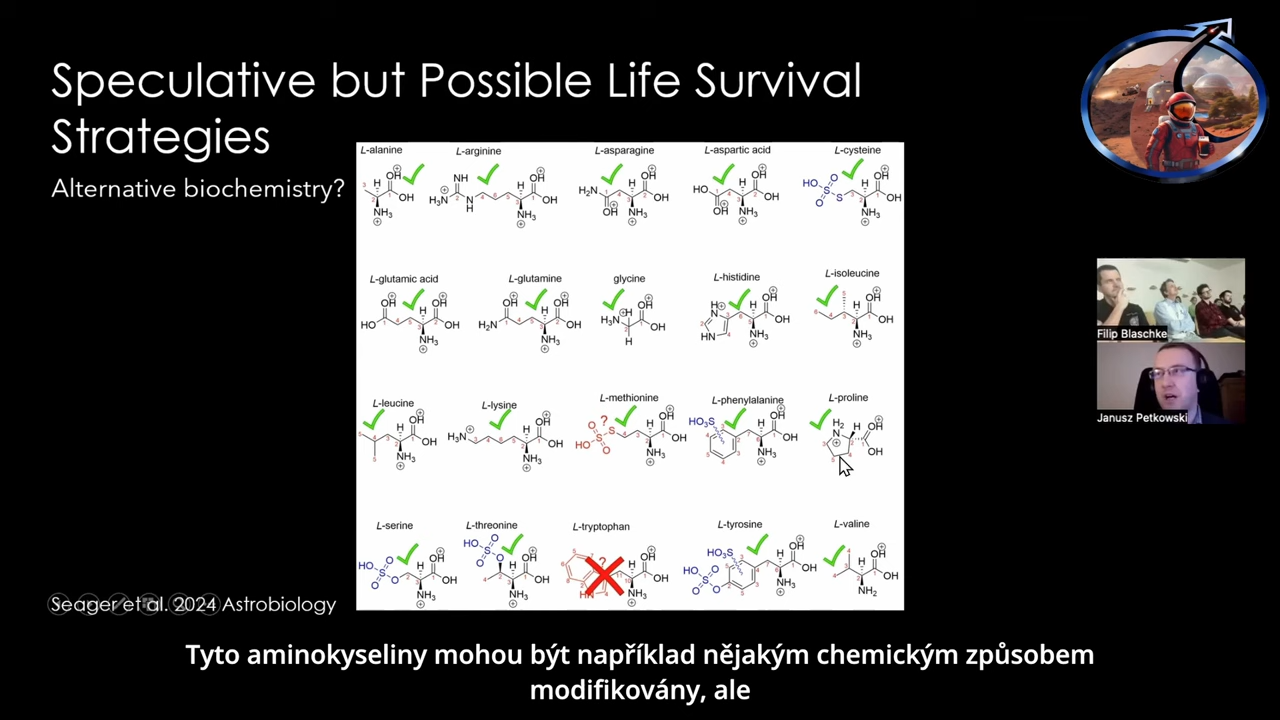 Speculative but Possible Life Survival
Strategies
Alternative biochemistry?
L-alanine
L-arginine
L-asparagine
L-aspartic acid
L-cysteine
L-glutamic acid
L-glutamine
glycine
L-histidine
L-isoleucine
L-leucine
L-lysine
L-methionine
L-phenylalanine
L-proline
L-serine
L-threonine
L-tryptophan
L-tyrosine
L-valine
Seager et al. 2024 Astrobiology
Filip Blaschke
Janusz Petkowski
Tyto aminokyseliny mohou být například nějakým chemickým způsobem
modifikovány, ale